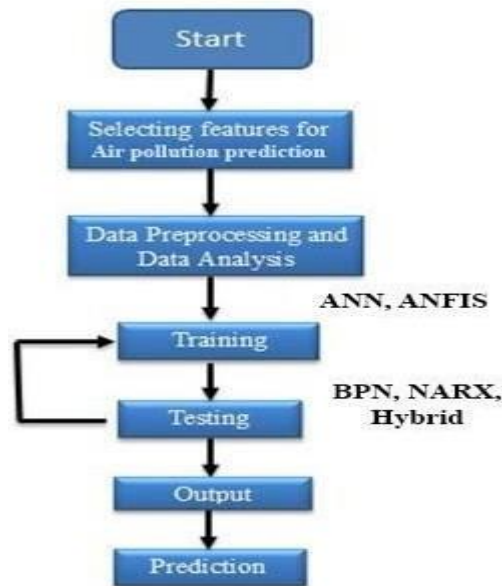 Start
Selecting features for
Air pollution prediction
Data Preprocessing and
Data Analysis
ANN, ANFIS
Training
BPN, NARX,
Hybrid
Testing
Output
Prediction